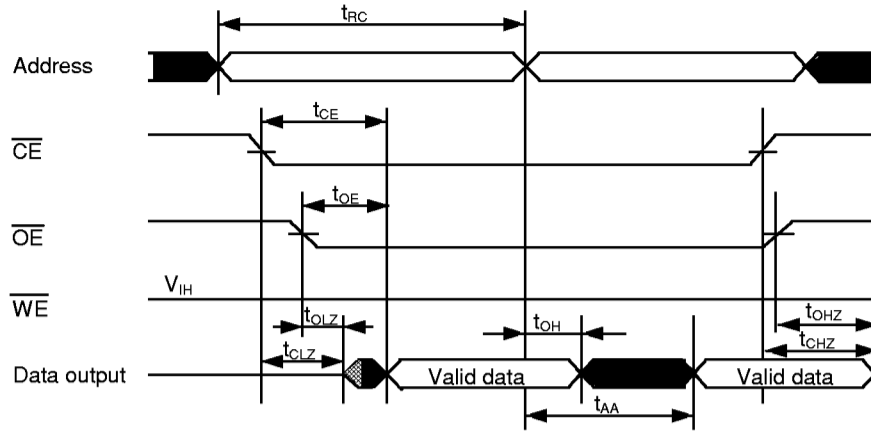 tRC
Address
tCE
CE
tOE
OE
VIH
WE
tOLZ
tOH
tOHZ
tCLZ
tCHZ
Data output
Valid data
Valid data
tAA